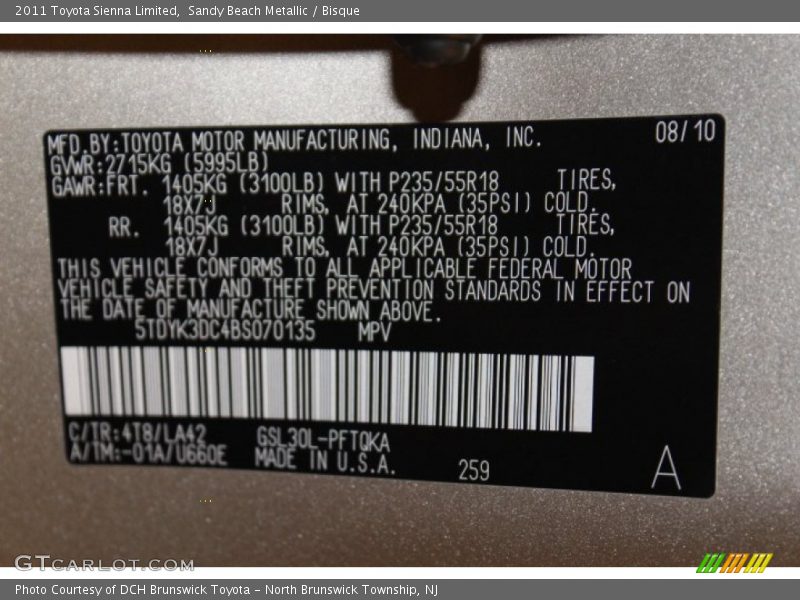 2011 Toyota Sienna Limited,  Sandy Beach Metallic / Bisque
MFD.BY:TOYOTA MOTOR MANUFACTURING, INDIANA, INC. 08/10
GVWR:2715KG (5995LB)
GAWR:FRT. 1405KG (3100LB) WITH P235/55R18 TIRES,
18X7J RIMS, AT 240KPA (35PSI) COLD.
RR. 1405KG (3100LB) WITH P235/55R18 TIRES,
18X7J RIMS, AT 240KPA (35PSI) COLD.
THIS VEHICLE CONFORMS TO ALL APPLICABLE FEDERAL MOTOR
VEHICLE SAFETY AND THEFT PREVENTION STANDARDS IN EFFECT ON
THE DATE OF MANUFACTURE SHOWN ABOVE.
5TDYK3DC4BS070135 MPV
C/TR:4T8/LA42 GSL30L-PFTQKA
A/TM:-01A/U660E MADE IN U.S.A. 259 A
GTCARLOT.COM
Photo Courtesy of DCH Brunswick Toyota – North Brunswick Township, NJ